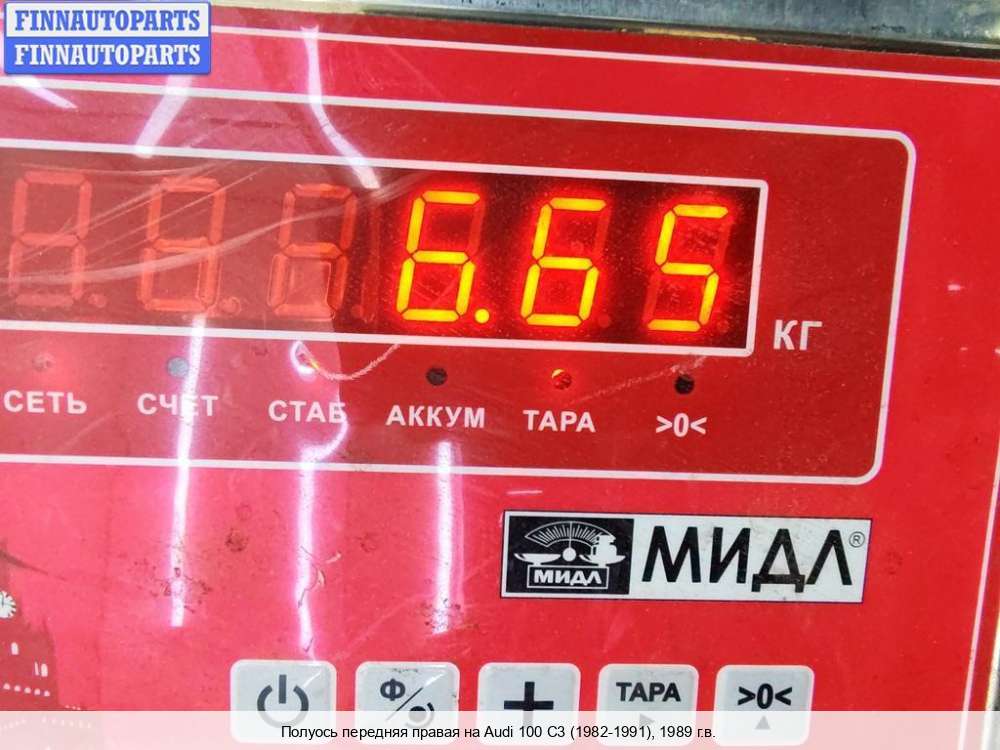 FINNAUTOPARTS
FINNAUTOPARTS
6.65
КГ
СЕТЬ СЧЕТ СТАБ АККУМ ТАРА >0<
МИДЛ МИДЛ®
Ф ТАРА >0<
Полуось передняя правая на Audi 100 C3 (1982-1991), 1989 г.в.